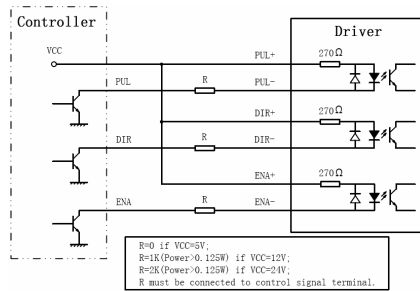 Controller
Driver
VCC
PUL+
270Ω
PUL
R
PUL-
DIR+
270Ω
DIR
R
DIR-
ENA+
270Ω
ENA
R
ENA-
R=0 if VCC=5V;
R=1K(Power>0.125W) if VCC=12V;
R=2K(Power>0.125W) if VCC=24V;
R must be connected to control signal terminal.